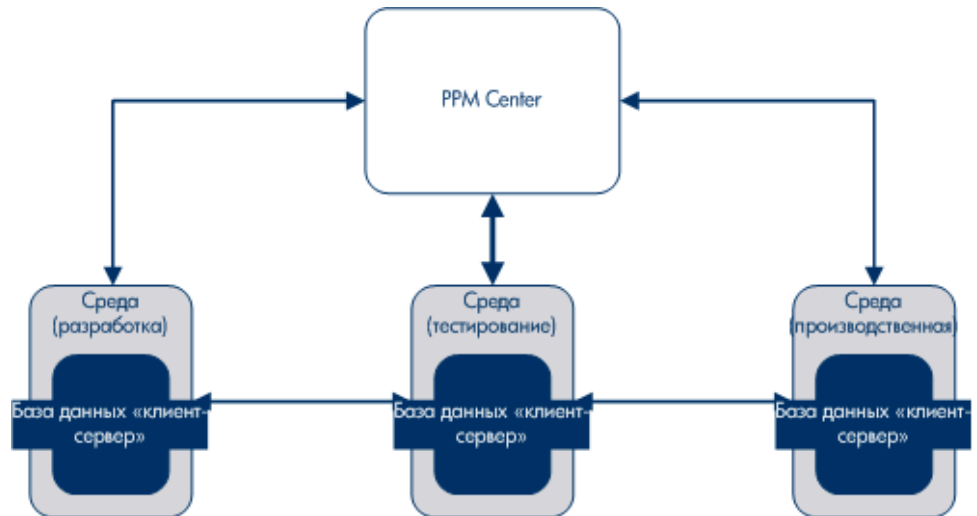 PPM Center
Среда
(разработка)
Среда
(тестирование)
Среда
(производственная)
База данных «клиент-
сервер»
База данных «клиент-
сервер»
База данных «клиент-
сервер»